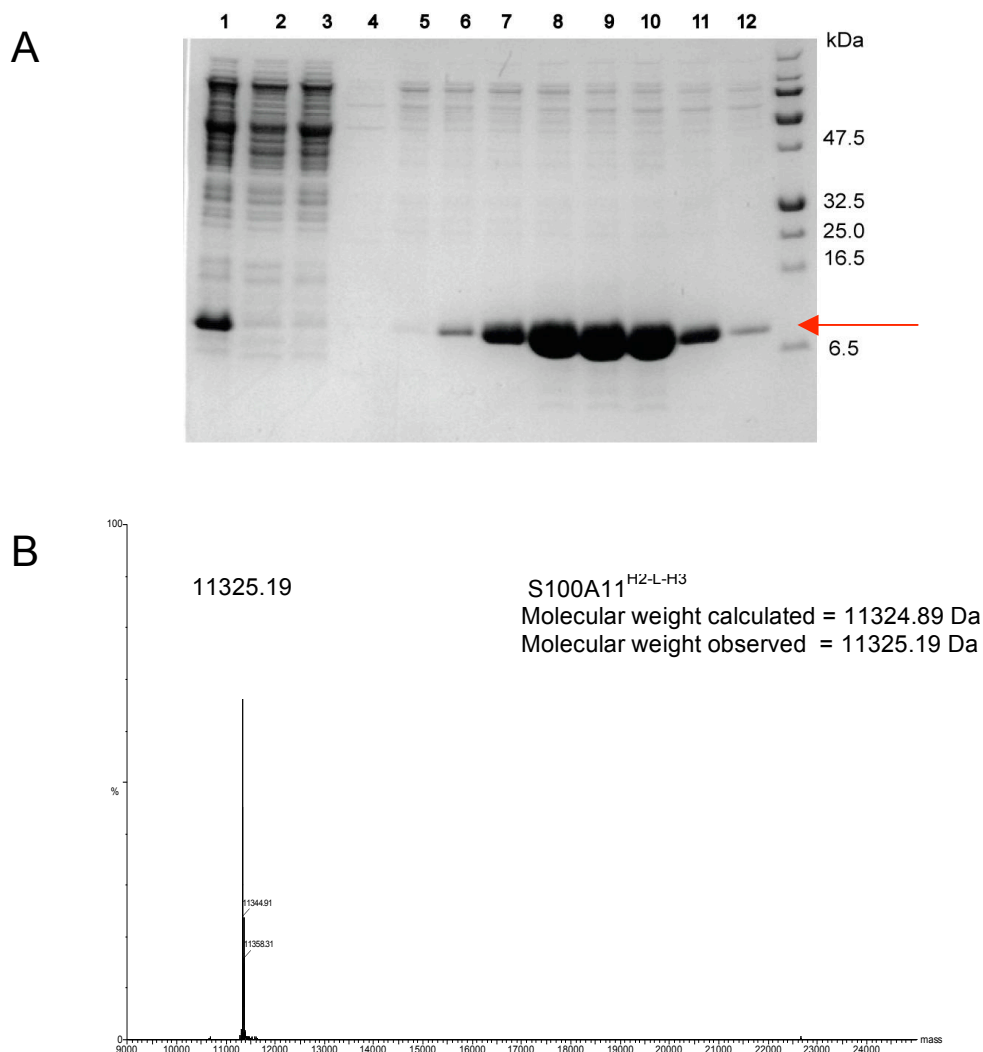 A
1 2 3 4 5 6 7 8 9 10 11 12
kDa
47.5
32.5
25.0
16.5
6.5
B
100
11325.19
S100A11H2-L-H3
Molecular weight calculated = 11324.89 Da
Molecular weight observed = 11325.19 Da
%
11344.91
11358.31
0
9000 10000 11000 12000 13000 14000 15000 16000 17000 18000 19000 20000 21000 22000 23000 24000
mass